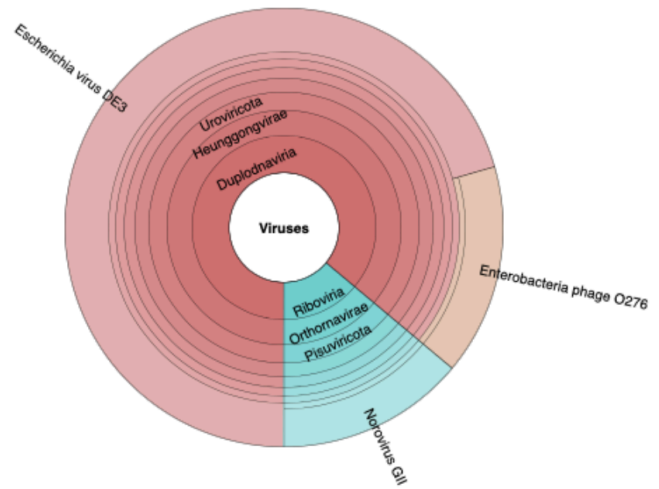 Escherichia virus DE3
Uroviricota
Heunggongvirae
Duplodnaviria
Viruses
Enterobacteria phage O276
Riboviria
Orthornavirae
Pisuviricota
Norovirus GII